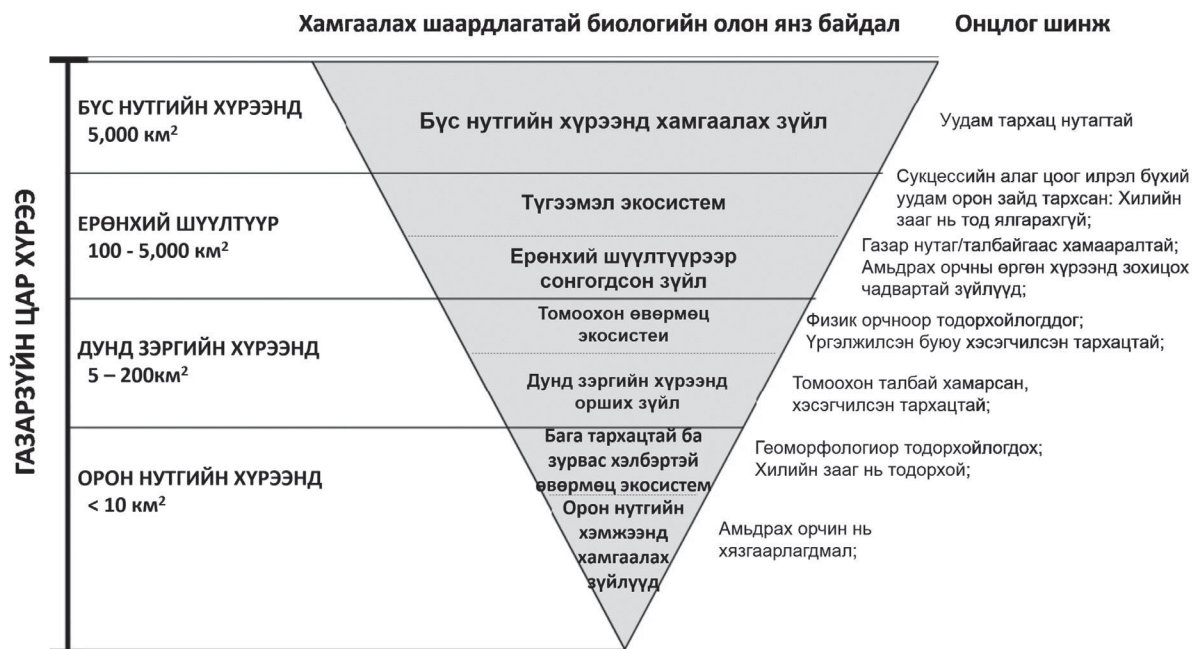 Хамгаалах шаардлагатай биологийн олон янз байдал
Онцлог шинж
ГАЗАРЗҮЙН ЦАР ХҮРЭЭ
БҮС НУТГИЙН ХҮРЭЭНД
5,000 км²
Бүс нутгийн хүрээнд хамгаалах зүйл
Уудам тархац нутагтай
ЕРӨНХИЙ ШҮҮЛТҮҮР
100 - 5,000 км²
Түгээмэл экосистем
Сукцессийн алаг цоог илрэл бүхий
уудам орон зайд тархсан: Хилийн
зааг нь тод ялгарахгүй;
Ерөнхий шүүлтүүрээр
сонгогдсон зүйл
Газар нутаг/талбайгаас хамааралтай;
Амьдрах орчны өргөн хүрээнд зохицох
чадвартай зүйлүүд;
ДУНД ЗЭРГИЙН ХҮРЭЭНД
5 – 200км²
Томоохон өвөрмөц
экосистеи
Физик орчноор тодорхойлогддог;
Үргэлжилсэн буюу хэсэгчилсэн тархацтай;
Дунд зэргийн хүрээнд
орших зүйл
Томоохон талбай хамарсан,
хэсэгчилсэн тархацтай;
ОРОН НУТГИЙН ХҮРЭЭНД
< 10 км²
Бага тархацтай ба
зурвас хэлбэртэй
өвөрмөц экосистем
Геоморфологиор тодорхойлогдох;
Хилийн зааг нь тодорхой;
Орон нутгийн
хэмжээнд
хамгаалах
зүйлүүд
Амьдрах орчин нь
хязгаарлагдмал;